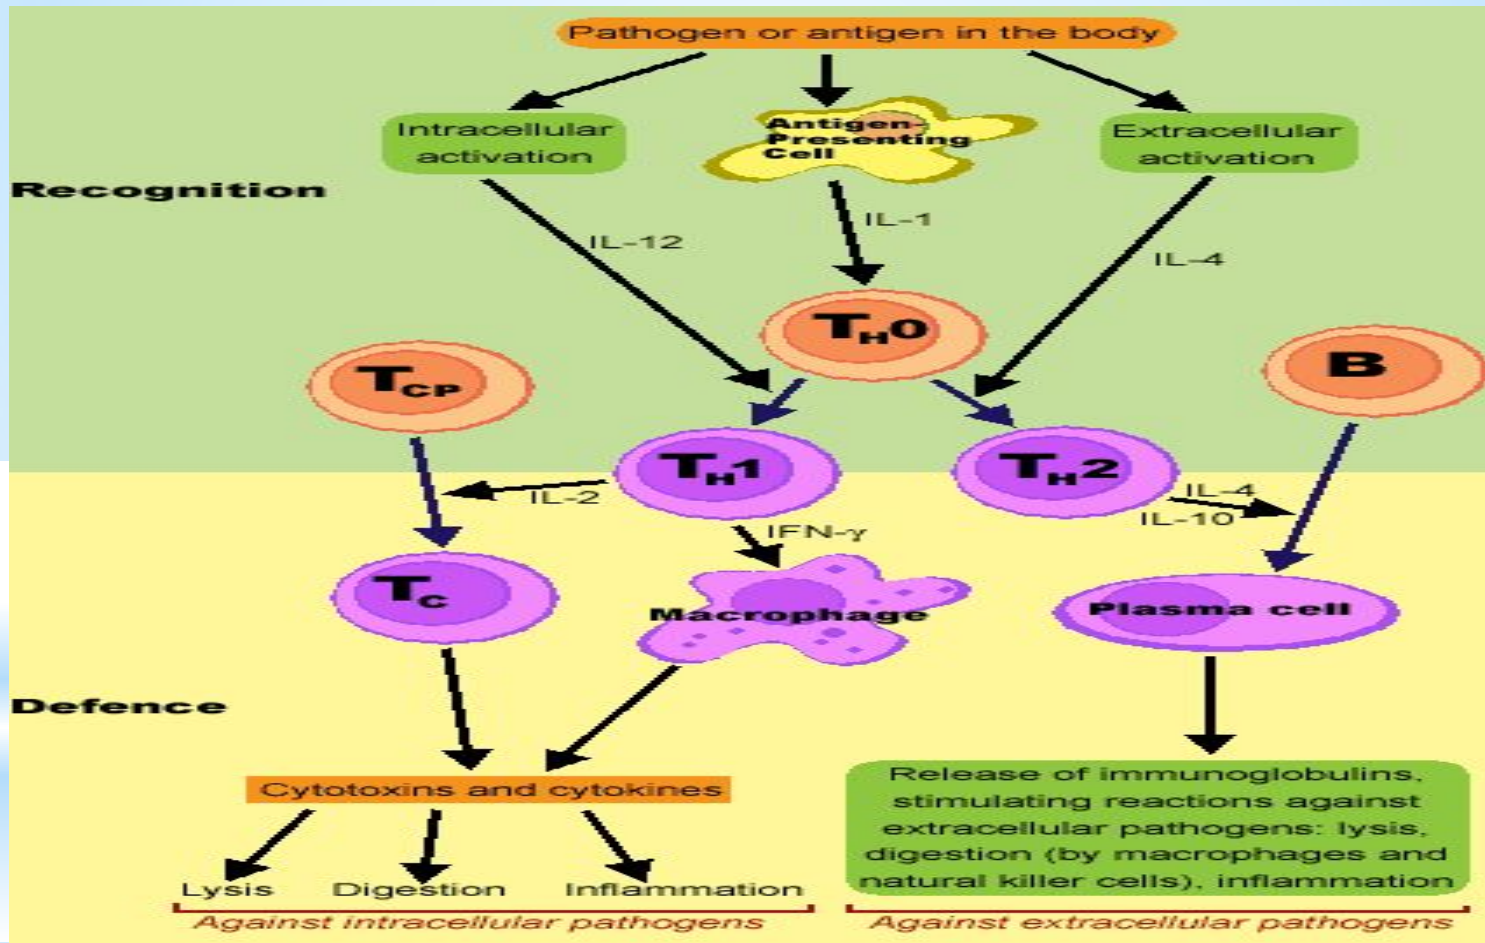 Pathogen or antigen in the body
Intracellular
activation
Antigen-
Presenting
Cell
Extracellular
activation
Recognition
IL-1
IL-12
IL-4
TH0
TCP
B
TH1
TH2
IL-2
IL-4
IL-10
IFN-γ
TC
Macrophage
Plasma cell
Defence
Cytotoxins and cytokines
Release of immunoglobulins,
stimulating reactions against
extracellular pathogens: lysis,
digestion (by macrophages and
natural killer cells), inflammation
Lysis
Digestion
Inflammation
Against intracellular pathogens
Against extracellular pathogens